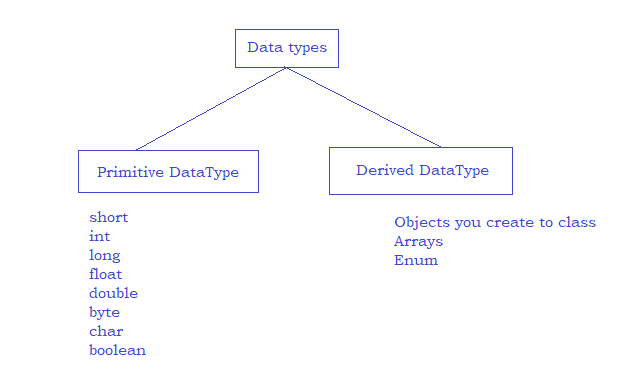 Data types
Primitive DataType
Derived DataType
short
int
long
float
double
byte
char
boolean
Objects you create to class
Arrays
Enum